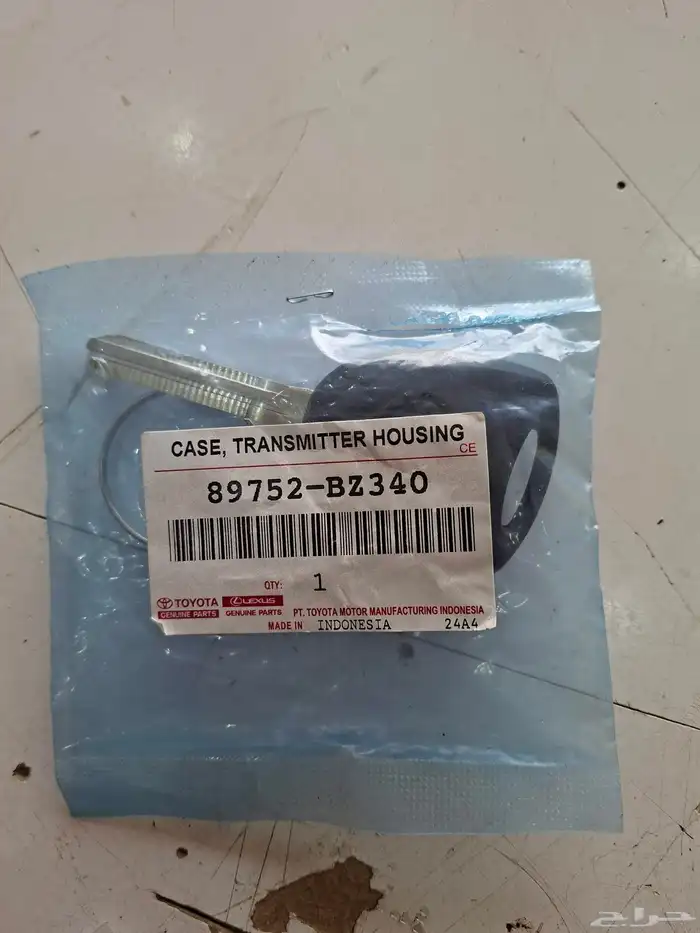 CASE, TRANSMITTER HOUSING
CE
89752-BZ340
QTY: 1
TOYOTA
GENUINE PARTS
LEXUS
GENUINE PARTS
PT. TOYOTA MOTOR MANUFACTURING INDONESIA
MADE IN INDONESIA 24A4
حراج